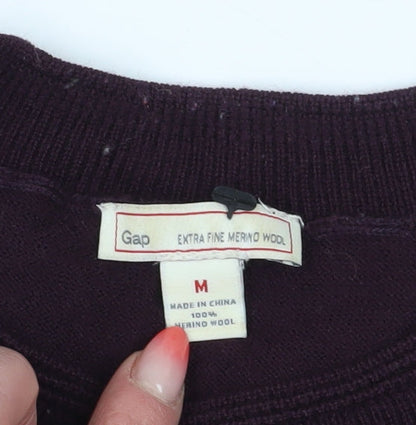 Gap EXTRA FINE MERINO WOOL
M
MADE IN CHINA
100%
MERINO WOOL